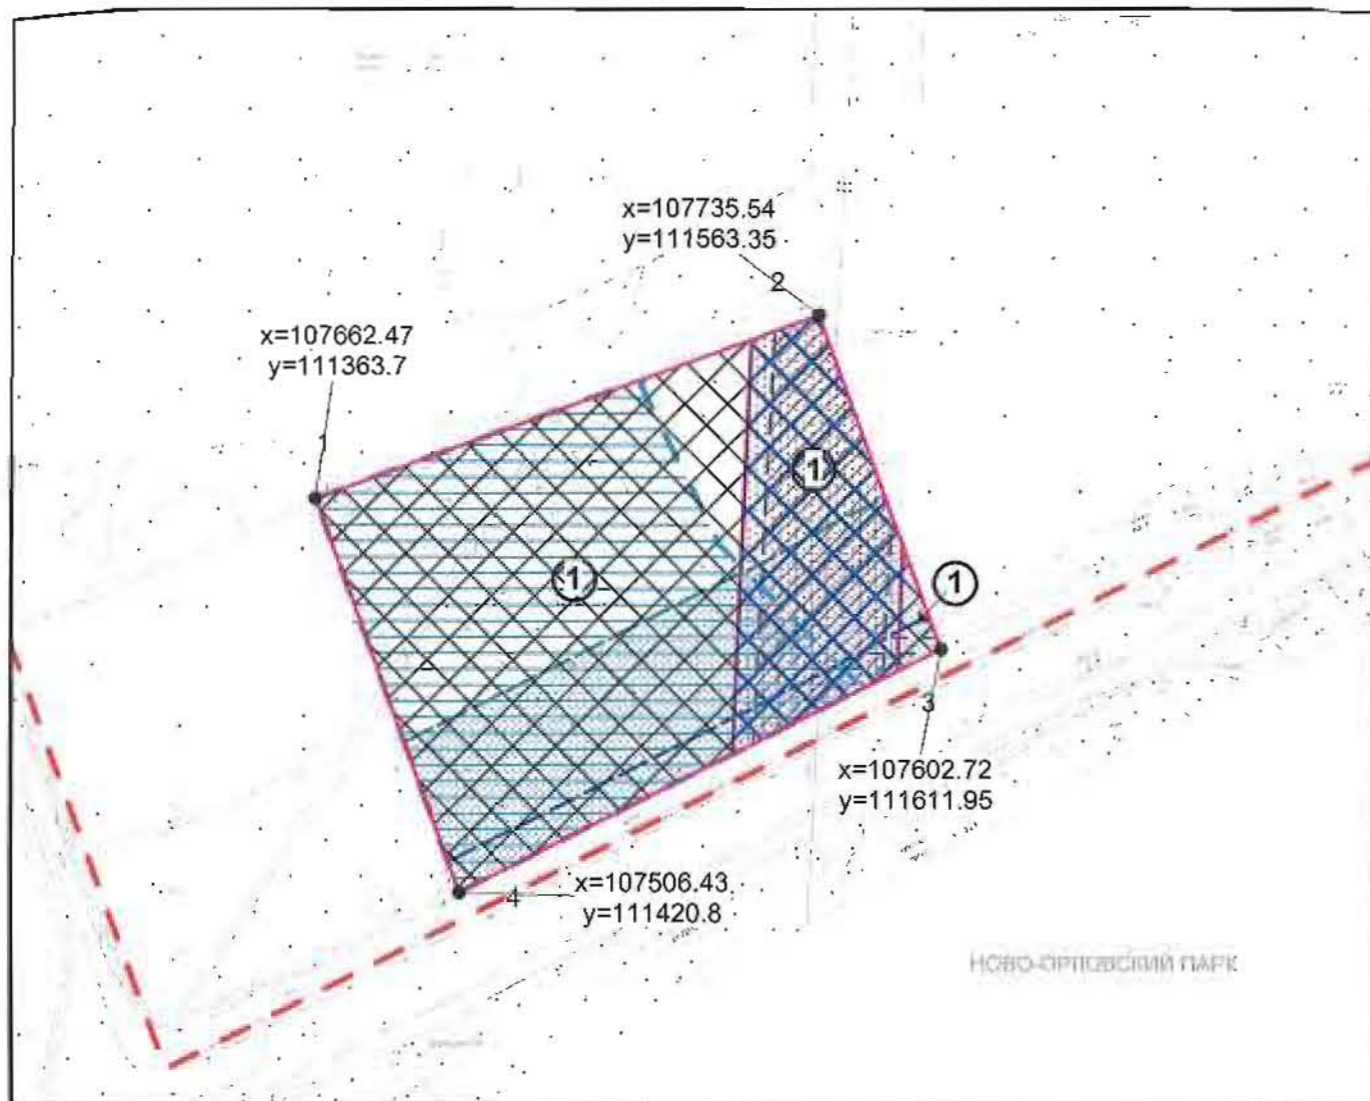 x=107735.54
y=111563.35
2
x=107662.47
y=111363.7
1
1
1
1
3
x=107602.72
y=111611.95
4
x=107506.43
y=111420.8
НОВО-ОРЛОВСКИЙ ПАРК